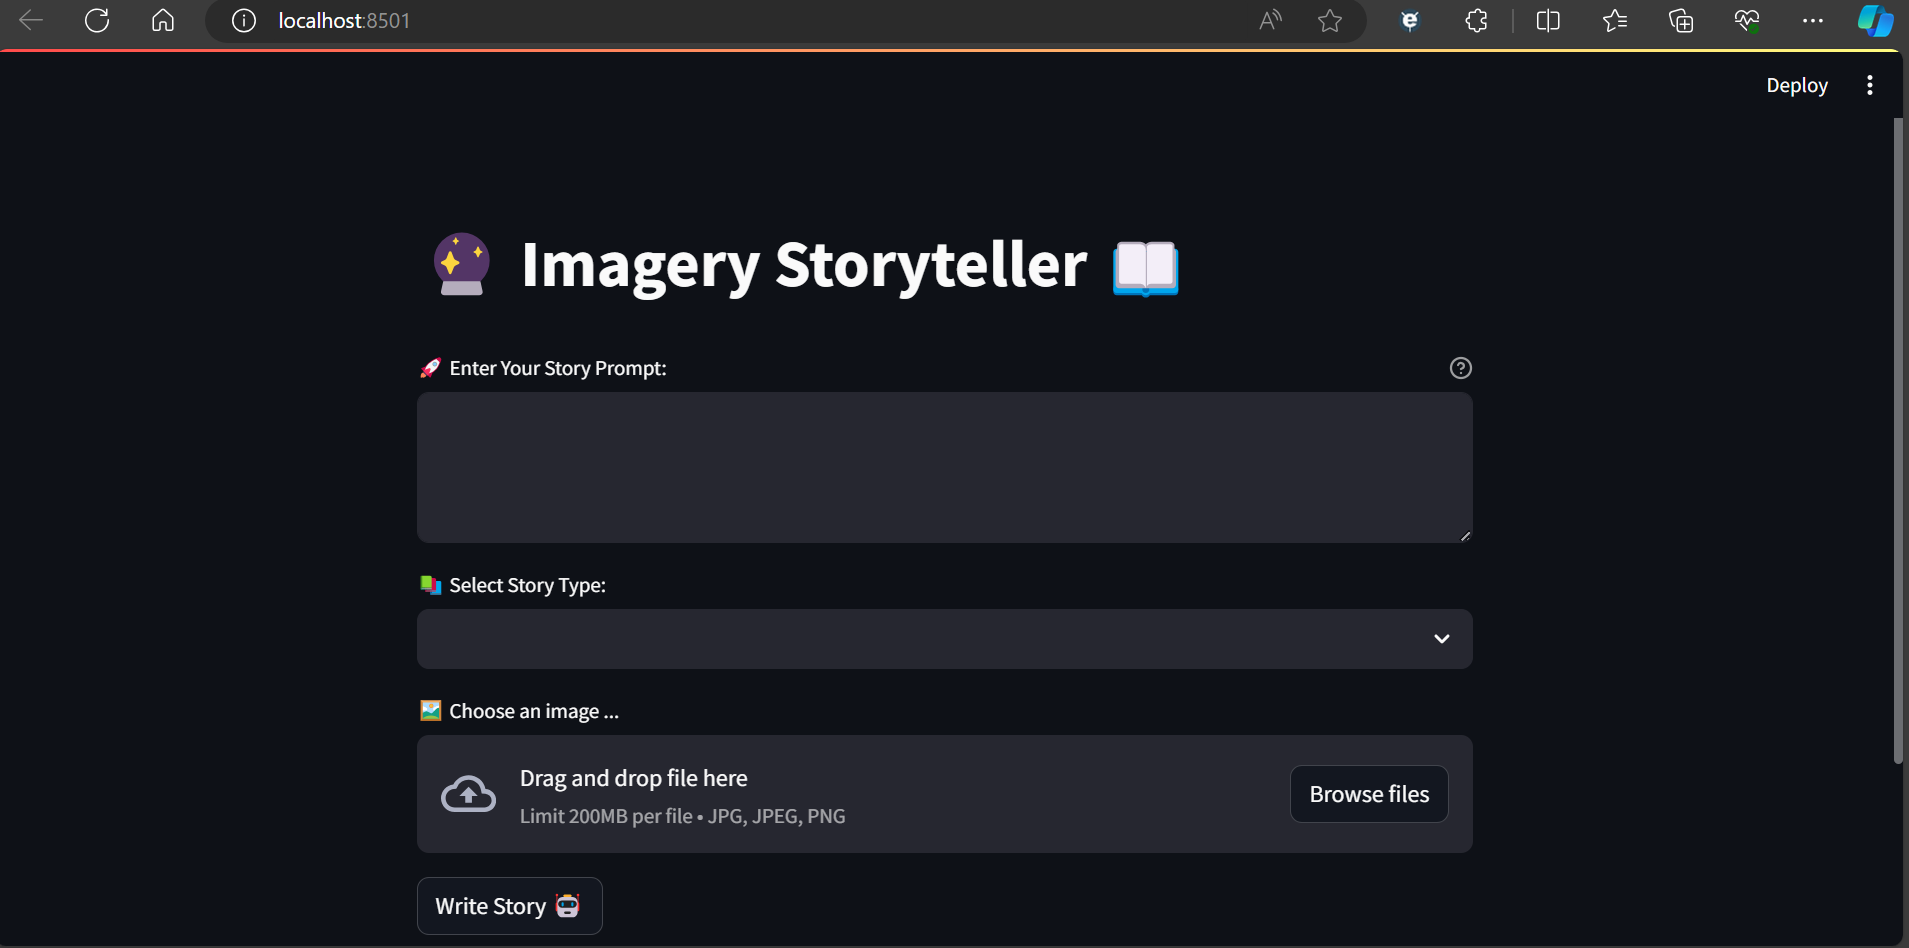 localhost:8501
Deploy
Imagery Storyteller
Enter Your Story Prompt:
Select Story Type:
Choose an image ...
Drag and drop file here
Limit 200MB per file • JPG, JPEG, PNG
Browse files
Write Story